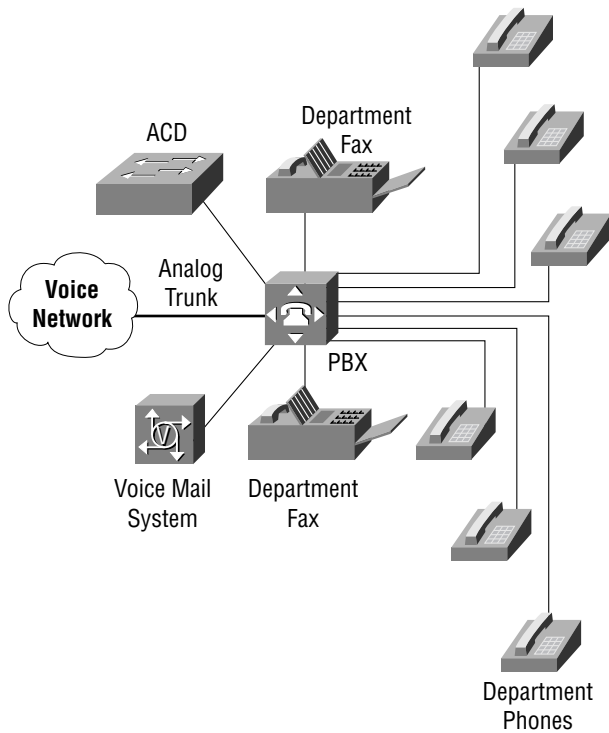 Department
Fax
ACD
Analog
Trunk
Voice
Network
PBX
V
Voice Mail
System
Department
Fax
Department
Phones